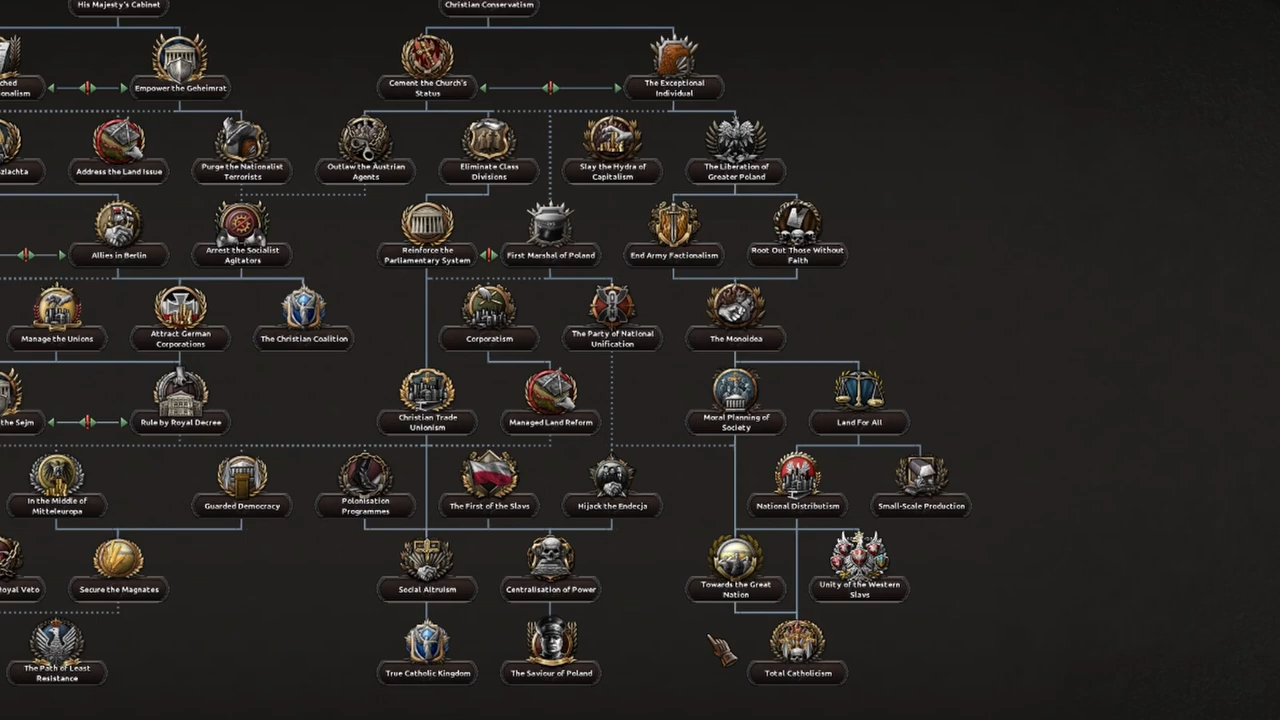 His Majesty's Cabinet
Christian Conservatism
ched
onalism
Empower the Geheimrat
Cement the Church's
Status
The Exceptional
Individual
zlachta
Address the Land Issue
Purge the Nationalist
Terrorists
Outlaw the Austrian
Agents
Eliminate Class
Divisions
Slay the Hydra of
Capitalism
The Liberation of
Greater Poland
Allies in Berlin
Arrest the Socialist
Agitators
Reinforce the
Parliamentary System
First Marshal of Poland
End Army Factionalism
Root Out Those Without
Faith
Manage the Unions
Attract German
Corporations
The Christian Coalition
Corporatism
The Party of National
Unification
The Monoidea
the Sejm
Rule by Royal Decree
Christian Trade
Unionism
Managed Land Reform
Moral Planning of
Society
Land For All
In the Middle of
Mitteleuropa
Guarded Democracy
Polonisation
Programmes
The First of the Slavs
Hijack the Endecja
National Distributism
Small-Scale Production
oyal Veto
Secure the Magnates
Social Altruism
Centralisation of Power
Towards the Great
Nation
Unity of the Western
Slavs
The Path of Least
Resistance
True Catholic Kingdom
The Saviour of Poland
Total Catholicism